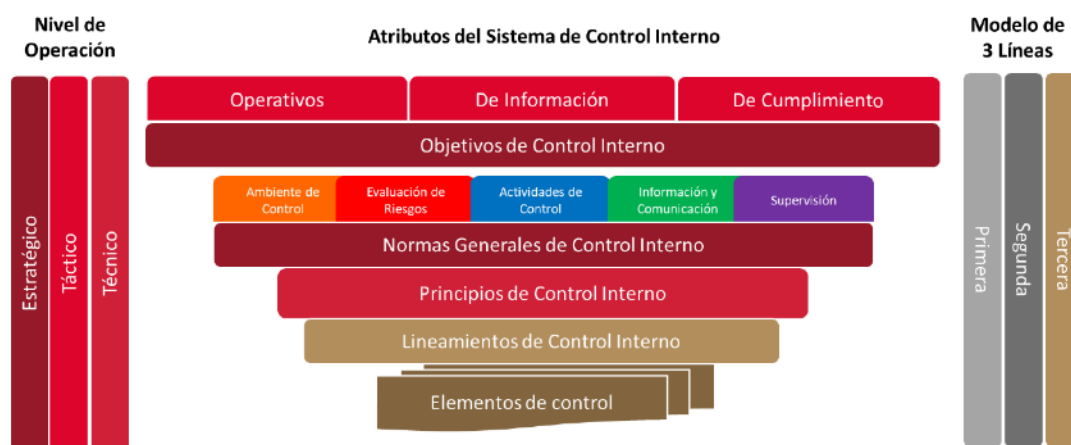 Nivel de
Operación
Atributos del Sistema de Control Interno
Modelo de
3 Líneas
Estratégico
Táctico
Técnico
Operativos
De Información
De Cumplimiento
Objetivos de Control Interno
Ambiente de
Control
Evaluación de
Riesgos
Actividades de
Control
Información y
Comunicación
Supervisión
Normas Generales de Control Interno
Principios de Control Interno
Lineamientos de Control Interno
Elementos de control
Primera
Segunda
Tercera